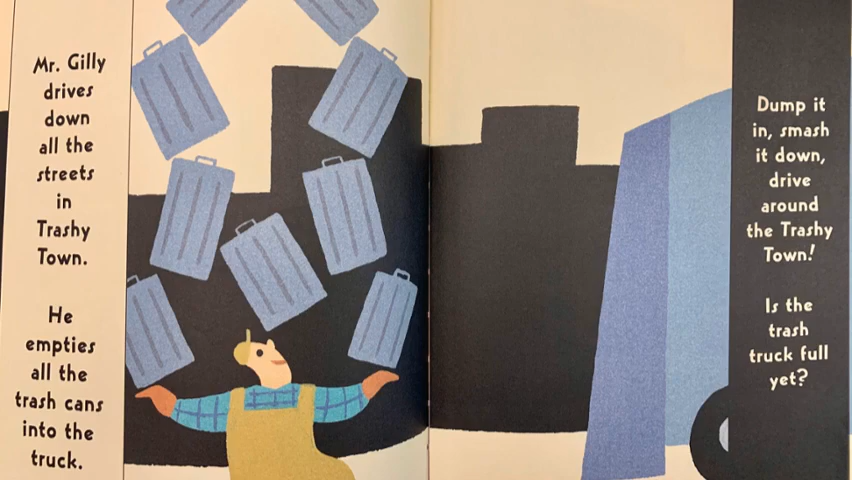 Mr. Gilly
drives
down
all the
streets
in
Trashy
Town.
He
empties
all the
trash cans
into the
truck.
Dump it
in, smash
it down,
drive
around
the Trashy
Town!
Is the
trash
truck full
yet?